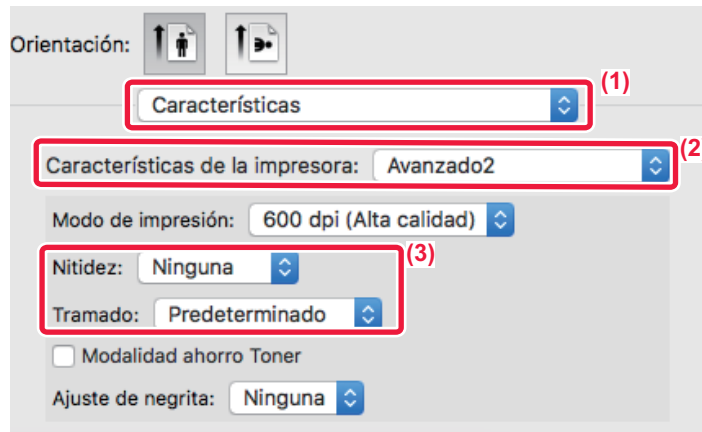 Orientación:
(1)
Características
(2
Características de la impresora: Avanzado2
Modo de impresión: 600 dpi (Alta calidad)
(3)
Nitidez: Ninguna
Tramado: Predeterminado
Modalidad ahorro Toner
Ajuste de negrita: Ninguna